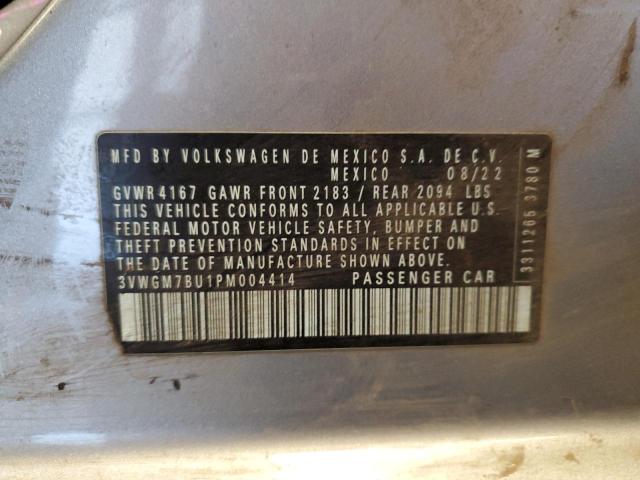 MFD BY VOLKSWAGEN DE MEXICO S.A. DE C.V.
MEXICO 08/22
GVWR 4167 GAWR FRONT 2183 / REAR 2094 LBS
THIS VEHICLE CONFORMS TO ALL APPLICABLE U.S.
FEDERAL MOTOR VEHICLE SAFETY, BUMPER AND
THEFT PREVENTION STANDARDS IN EFFECT ON
THE DATE OF MANUFACTURE SHOWN ABOVE.
3VWGM7BU1PM004414 PASSENGER CAR
3311265 3780 M